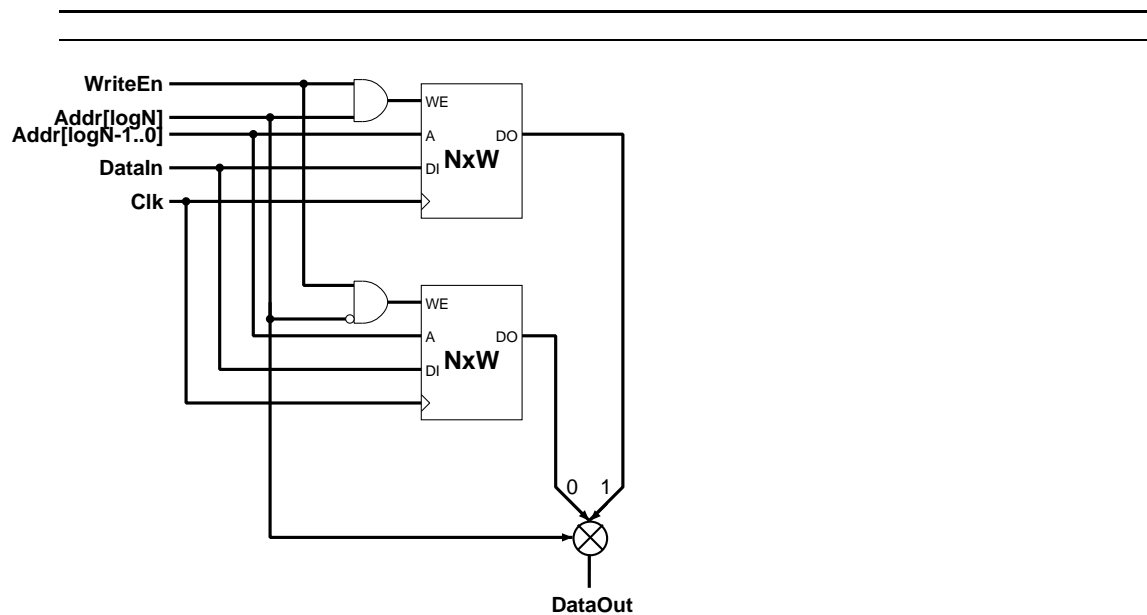 WriteEn
Addr[logN]
Addr[logN-1..0]
DataIn
Clk
WE
A
DI
DO
NxW
WE
A
DI
DO
NxW
0 1
DataOut